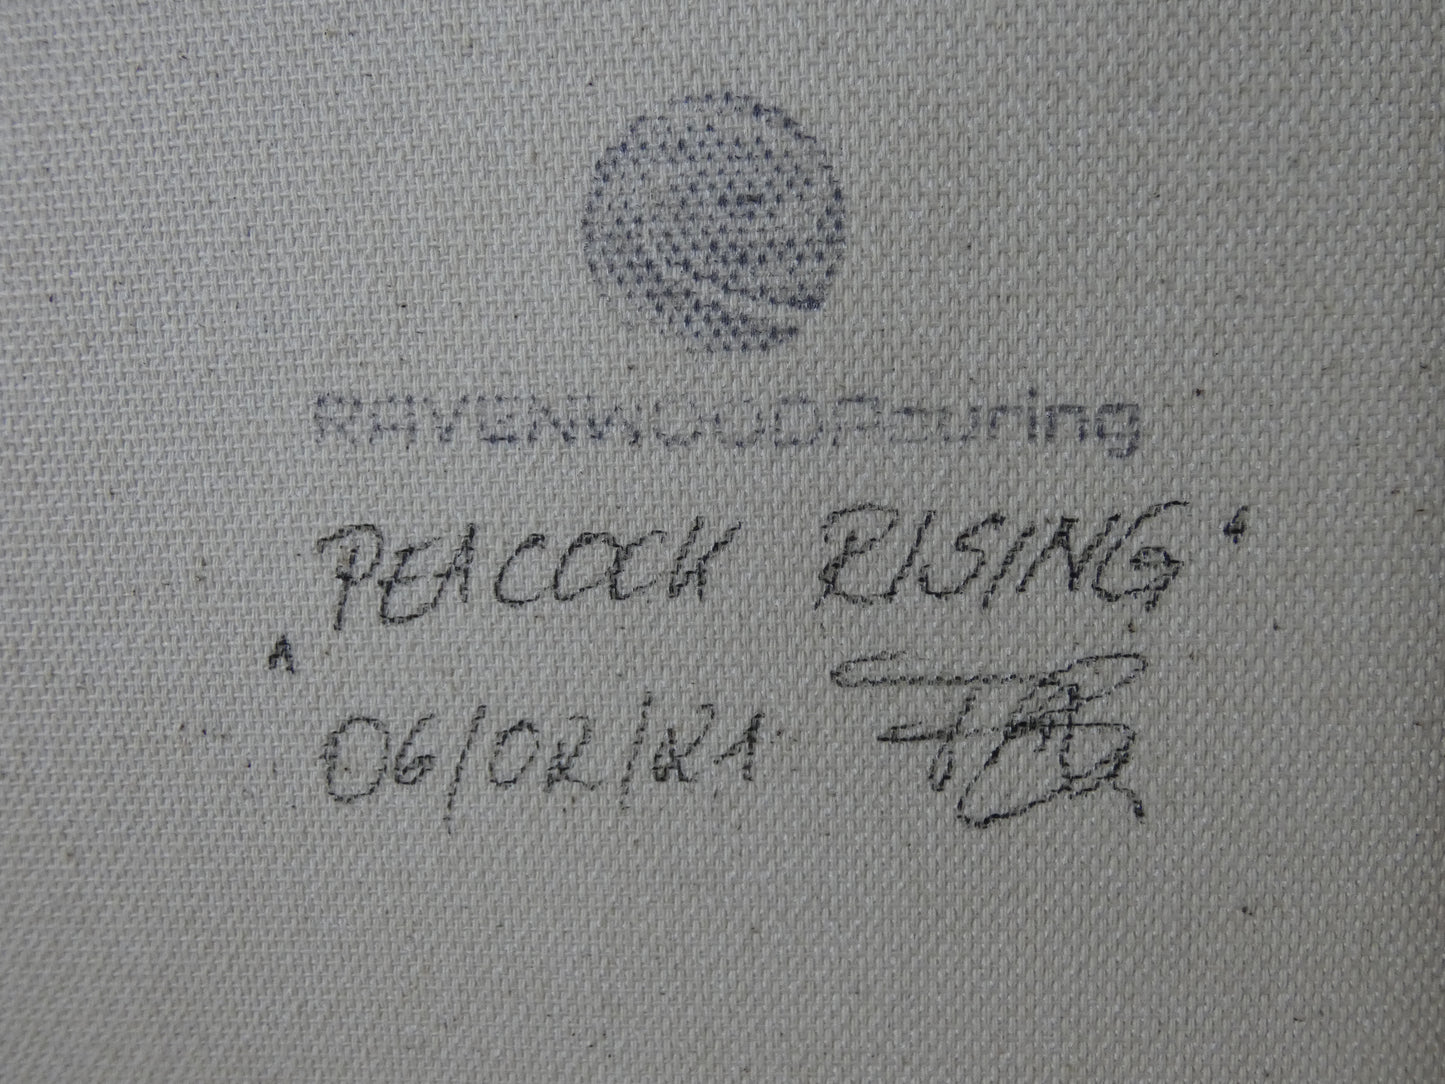 RAVENWOODPouring
"PEACOCK RISING"
06/02/21